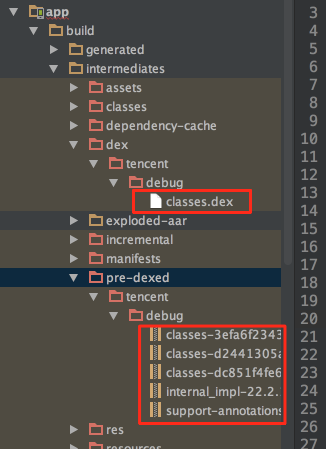 app
build
generated
intermediates
assets
classes
dependency-cache
dex
tencent
debug
classes.dex
exploded-aar
incremental
manifests
pre-dexed
tencent
debug
classes-3efa6f2343
classes-d2441305a
classes-dc851f4fe6
internal_impl-22.2.
support-annotations
res
resources
3
4
5
6
7
8
9
10
11
12
13
14
15
16
17
18
19
20
21
22
23
24
25
26